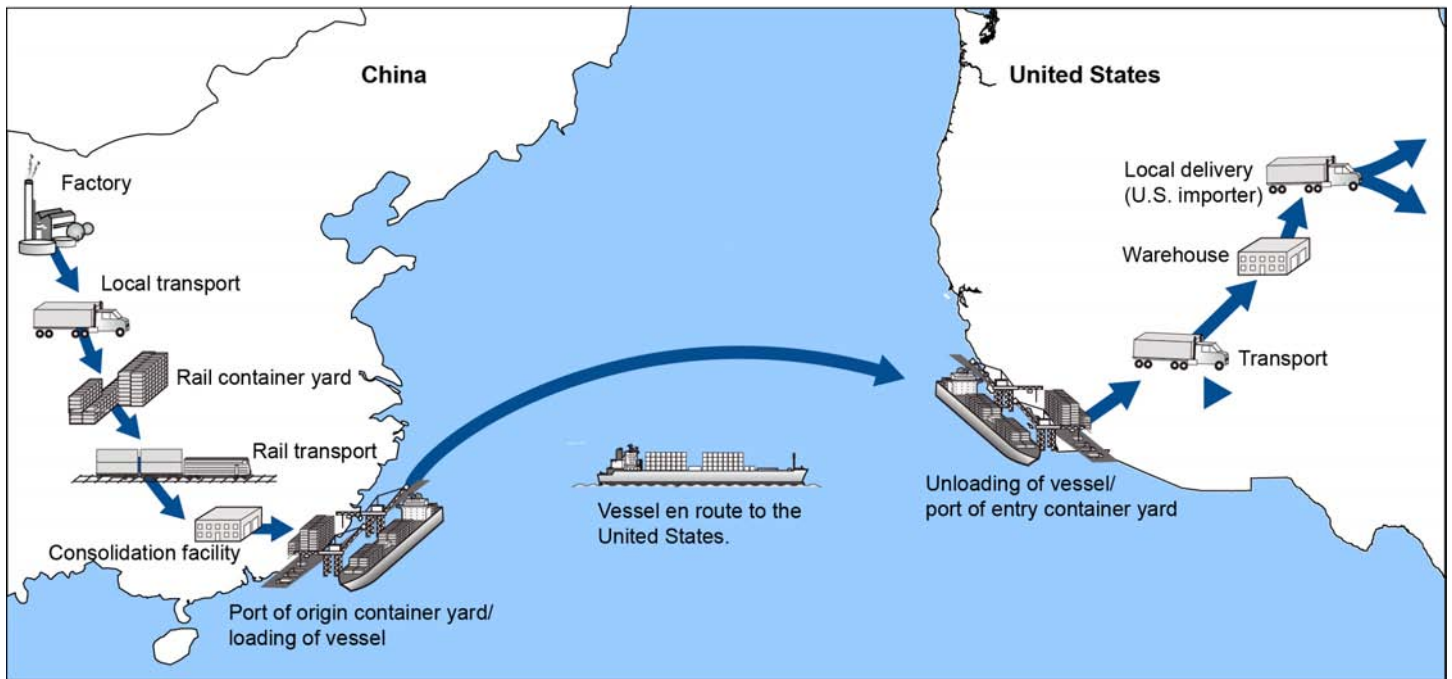 China
United States
Factory
Local transport
Rail container yard
Rail transport
Consolidation facility
Port of origin container yard/
loading of vessel
Vessel en route to the
United States.
Unloading of vessel/
port of entry container yard
Transport
Warehouse
Local delivery
(U.S. importer)